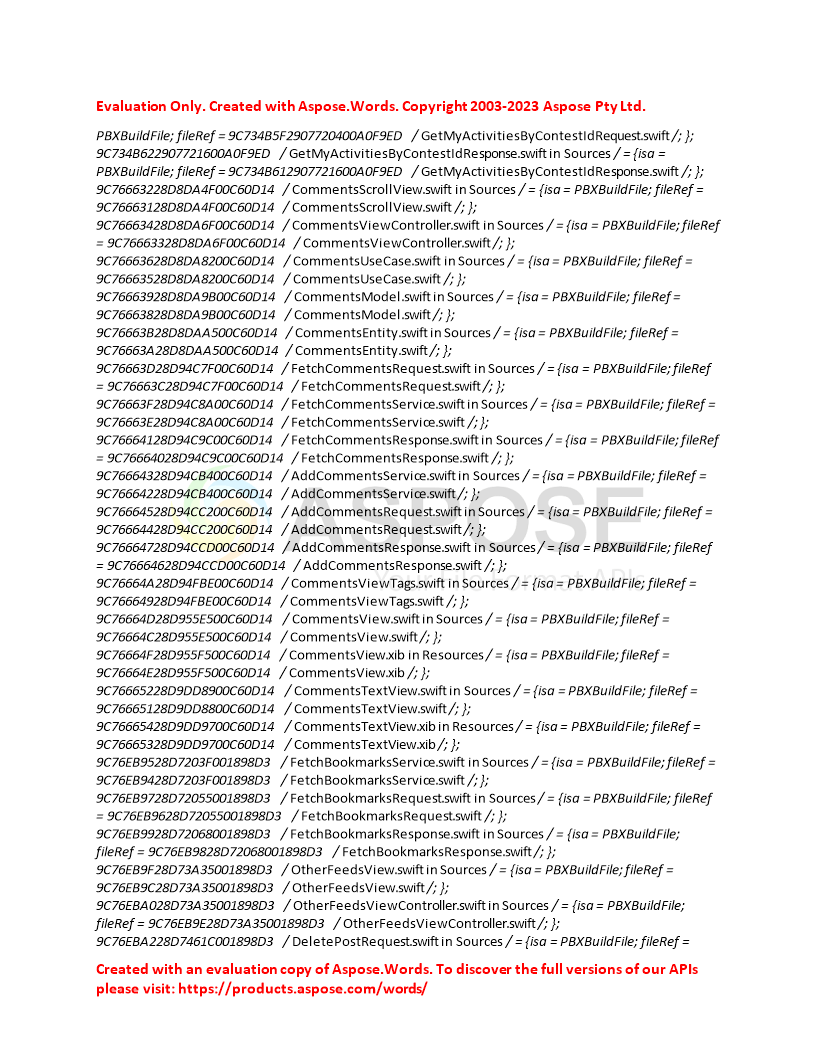 Evaluation Only. Created with Aspose.Words. Copyright 2003-2023 Aspose Pty Ltd.
PBXBuildFile; fileRef = 9C734B5F2907720400A0F9ED / GetMyActivitiesByContestIdRequest.swift /; };
9C734B622907721600A0F9ED / GetMyActivitiesByContestIdResponse.swift in Sources / = {isa =
PBXBuildFile; fileRef = 9C734B612907721600A0F9ED / GetMyActivitiesByContestIdResponse.swift /; };
9C76663228D8DA4F00C60D14 / CommentsScrollView.swift in Sources / = {isa = PBXBuildFile; fileRef =
9C76663128D8DA4F00C60D14 / CommentsScrollView.swift /; };
9C76663428D8DA6F00C60D14 / CommentsViewController.swift in Sources / = {isa = PBXBuildFile; fileRef
= 9C76663328D8DA6F00C60D14 / CommentsViewController.swift /; };
9C76663628D8DA8200C60D14 / CommentsUseCase.swift in Sources / = {isa = PBXBuildFile; fileRef =
9C76663528D8DA8200C60D14 / CommentsUseCase.swift /; };
9C76663928D8DA9B00C60D14 / CommentsModel.swift in Sources / = {isa = PBXBuildFile; fileRef =
9C76663828D8DA9B00C60D14 / CommentsModel.swift /; };
9C76663B28D8DAA500C60D14 / CommentsEntity.swift in Sources / = {isa = PBXBuildFile; fileRef =
9C76663A28D8DAA500C60D14 / CommentsEntity.swift /; };
9C76663D28D94C7F00C60D14 / FetchCommentsRequest.swift in Sources / = {isa = PBXBuildFile; fileRef
= 9C76663C28D94C7F00C60D14 / FetchCommentsRequest.swift /; };
9C76663F28D94C8A00C60D14 / FetchCommentsService.swift in Sources / = {isa = PBXBuildFile; fileRef =
9C76663E28D94C8A00C60D14 / FetchCommentsService.swift /; };
9C76664128D94C9C00C60D14 / FetchCommentsResponse.swift in Sources / = {isa = PBXBuildFile; fileRef
= 9C76664028D94C9C00C60D14 / FetchCommentsResponse.swift /; };
9C76664328D94CB400C60D14 / AddCommentsService.swift in Sources / = {isa = PBXBuildFile; fileRef =
9C76664228D94CB400C60D14 / AddCommentsService.swift /; };
9C76664528D94CC200C60D14 / AddCommentsRequest.swift in Sources / = {isa = PBXBuildFile; fileRef =
9C76664428D94CC200C60D14 / AddCommentsRequest.swift /; };
9C76664728D94CCD00C60D14 / AddCommentsResponse.swift in Sources / = {isa = PBXBuildFile; fileRef
= 9C76664628D94CCD00C60D14 / AddCommentsResponse.swift /; };
9C76664A28D94FBE00C60D14 / CommentsViewTags.swift in Sources / = {isa = PBXBuildFile; fileRef =
9C76664928D94FBE00C60D14 / CommentsViewTags.swift /; };
9C76664D28D955E500C60D14 / CommentsView.swift in Sources / = {isa = PBXBuildFile; fileRef =
9C76664C28D955E500C60D14 / CommentsView.swift /; };
9C76664F28D955F500C60D14 / CommentsView.xib in Resources / = {isa = PBXBuildFile; fileRef =
9C76664E28D955F500C60D14 / CommentsView.xib /; };
9C76665228D9DD8900C60D14 / CommentsTextView.swift in Sources / = {isa = PBXBuildFile; fileRef =
9C76665128D9DD8800C60D14 / CommentsTextView.swift /; };
9C76665428D9DD9700C60D14 / CommentsTextView.xib in Resources / = {isa = PBXBuildFile; fileRef =
9C76665328D9DD9700C60D14 / CommentsTextView.xib /; };
9C76EB9528D7203F001898D3 / FetchBookmarksService.swift in Sources / = {isa = PBXBuildFile; fileRef =
9C76EB9428D7203F001898D3 / FetchBookmarksService.swift /; };
9C76EB9728D72055001898D3 / FetchBookmarksRequest.swift in Sources / = {isa = PBXBuildFile; fileRef
= 9C76EB9628D72055001898D3 / FetchBookmarksRequest.swift /; };
9C76EB9928D72068001898D3 / FetchBookmarksResponse.swift in Sources / = {isa = PBXBuildFile;
fileRef = 9C76EB9828D72068001898D3 / FetchBookmarksResponse.swift /; };
9C76EB9F28D73A35001898D3 / OtherFeedsView.swift in Sources / = {isa = PBXBuildFile; fileRef =
9C76EB9C28D73A35001898D3 / OtherFeedsView.swift /; };
9C76EBA028D73A35001898D3 / OtherFeedsViewController.swift in Sources / = {isa = PBXBuildFile;
fileRef = 9C76EB9E28D73A35001898D3 / OtherFeedsViewController.swift /; };
9C76EBA228D7461C001898D3 / DeletePostRequest.swift in Sources / = {isa = PBXBuildFile; fileRef =
Created with an evaluation copy of Aspose.Words. To discover the full versions of our APIs
please visit: https://products.aspose.com/words/
ASPOSE